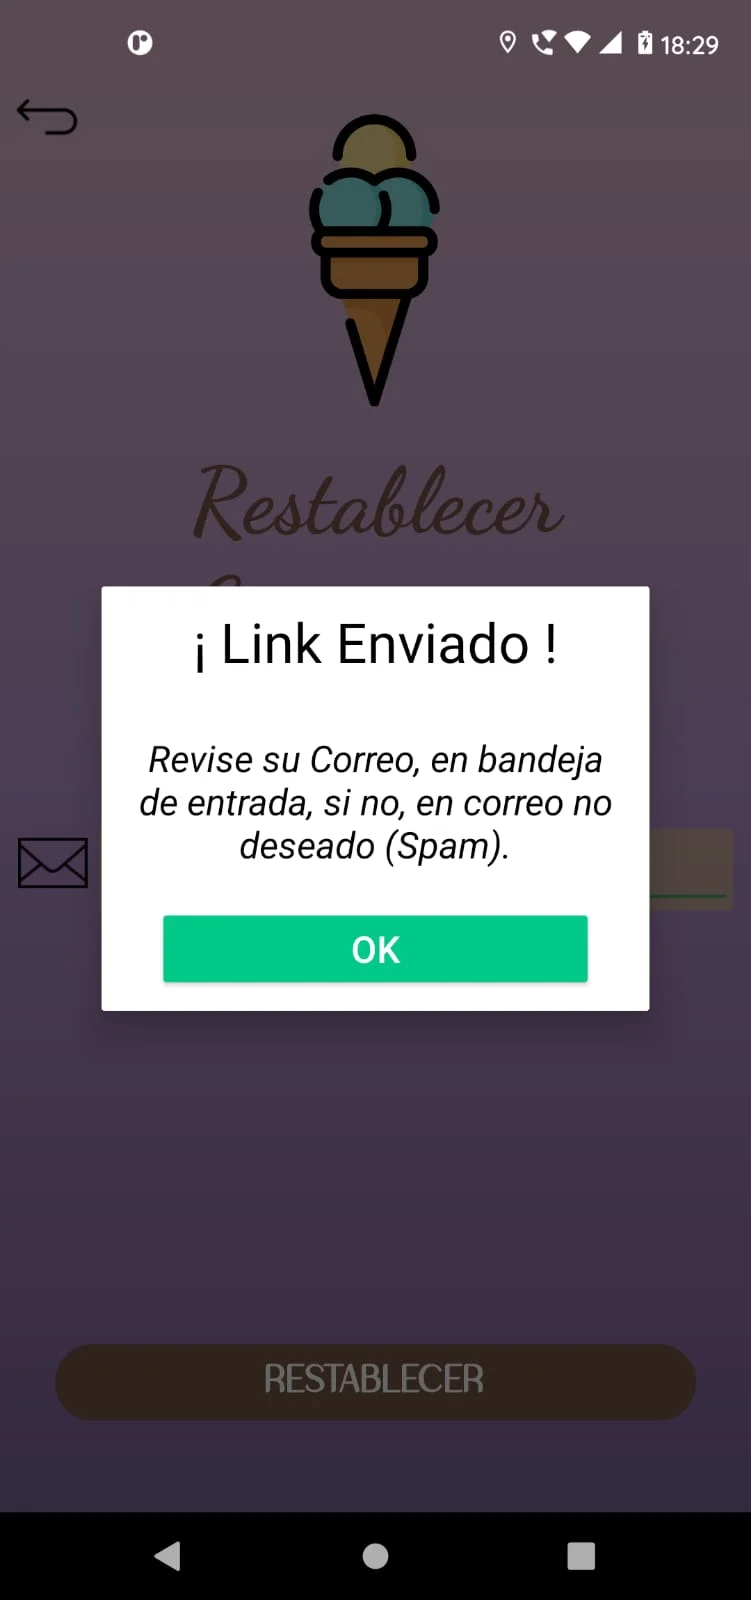 18:29
Restablecer
¡ Link Enviado !
Revise su Correo, en bandeja
de entrada, si no, en correo no
deseado (Spam).
OK
RESTABLECER